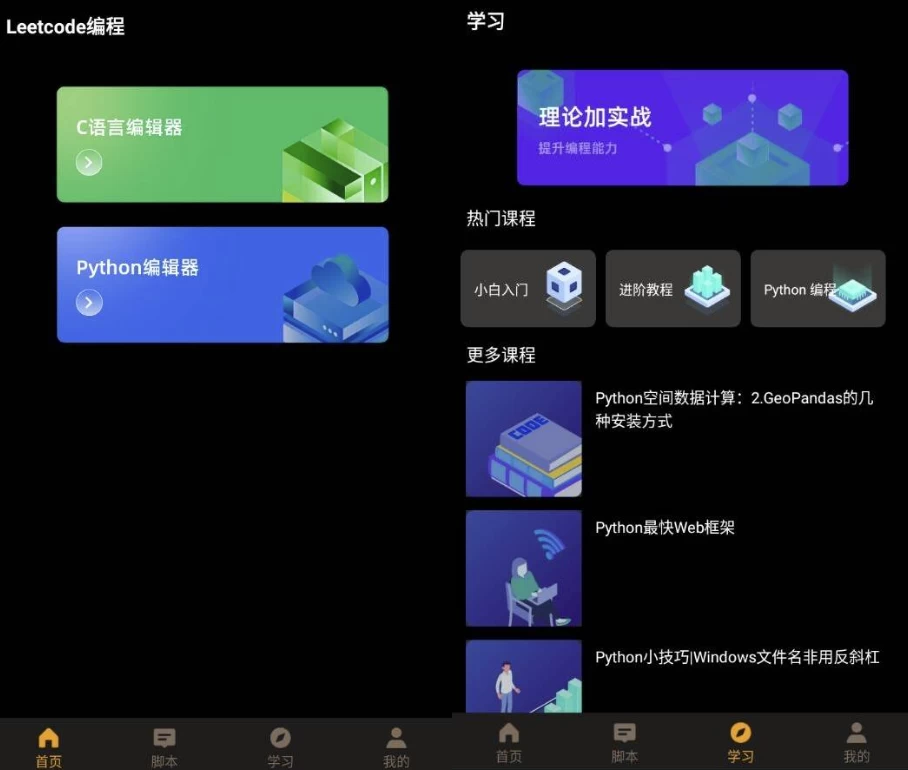 Leetcode编程
C语言编辑器
Python编辑器
首页
脚本
学习
我的
学习
理论加实战
提升编程能力
热门课程
小白入门
进阶教程
Python 编程
更多课程
CODE
Python空间数据计算：2.GeoPandas的几
种安装方式
Python最快Web框架
Python小技巧|Windows文件名非用反斜杠
首页
脚本
学习
我的